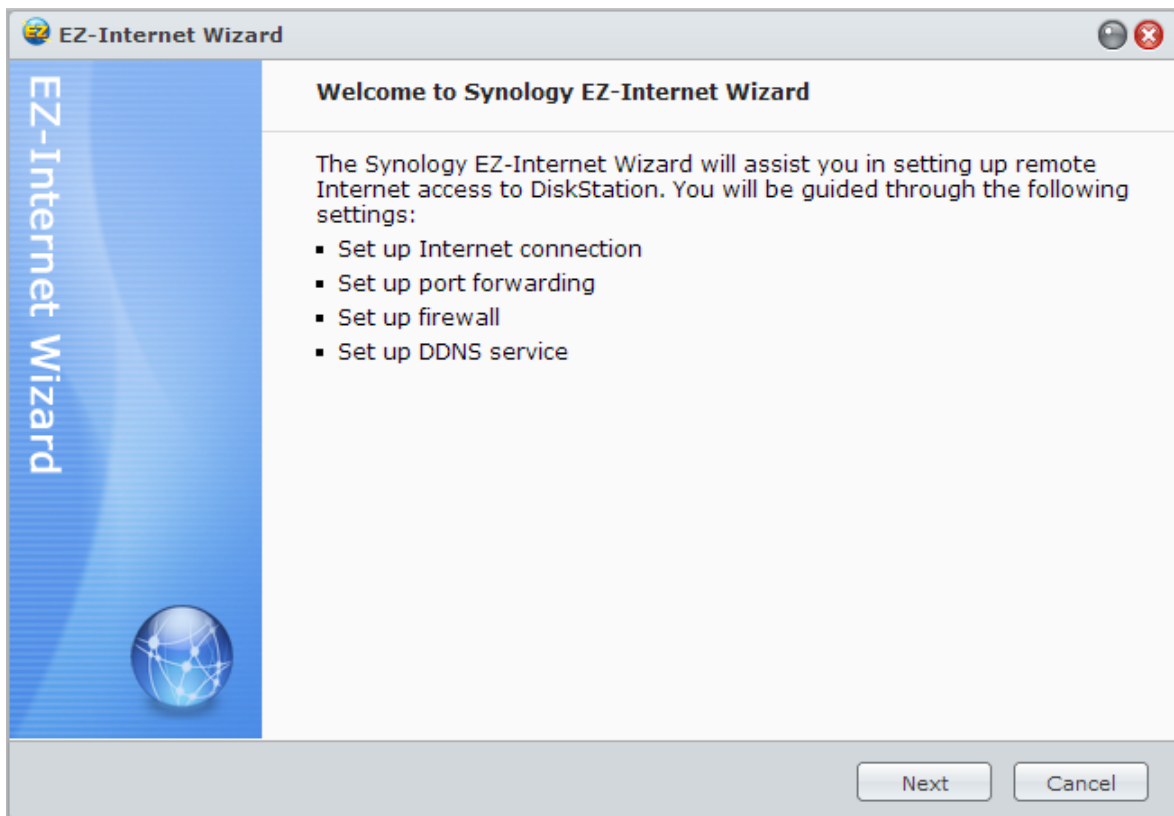 EZ-Internet Wizard
EZ-Internet Wizard
Welcome to Synology EZ-Internet Wizard
The Synology EZ-Internet Wizard will assist you in setting up remote
Internet access to DiskStation. You will be guided through the following
settings:
▪ Set up Internet connection
▪ Set up port forwarding
▪ Set up firewall
▪ Set up DDNS service
Next Cancel